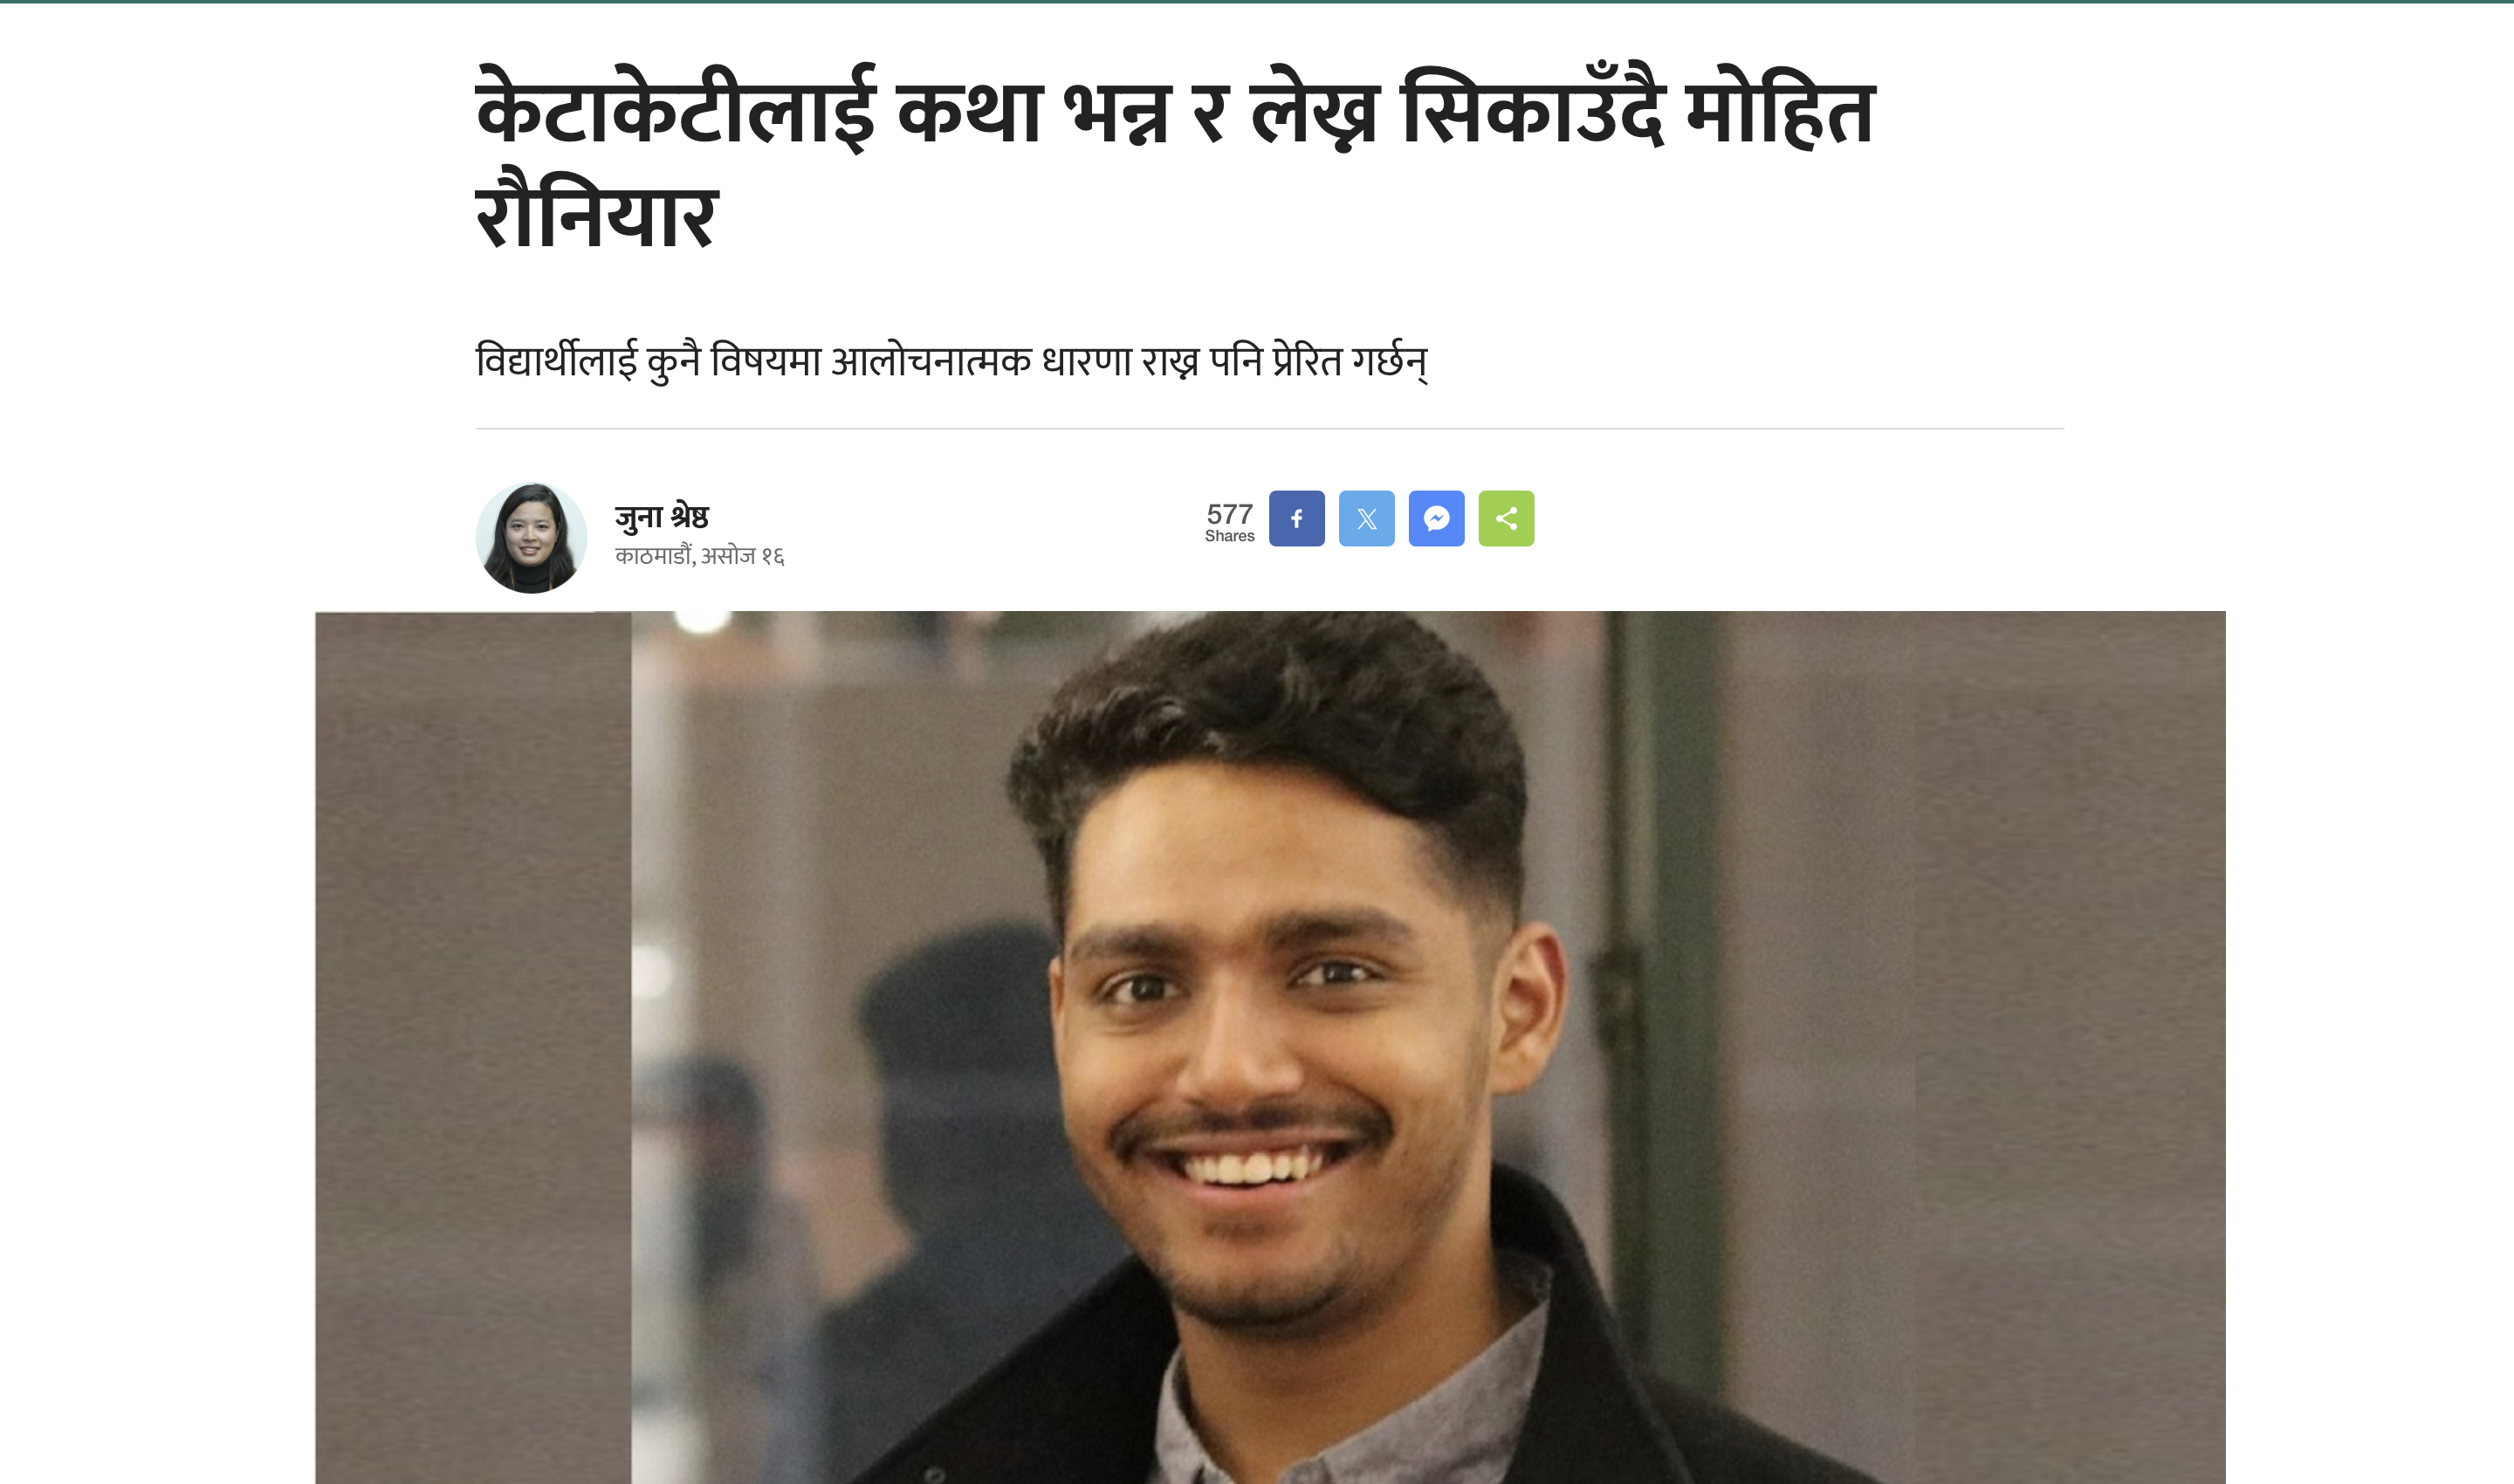 केटाकेटीलाई कथा भन्न र लेख्न सिकाउँदै मोहित
रौनियार
विद्यार्थीलाई कुनै विषयमा आलोचनात्मक धारणा राख्न पनि प्रेरित गर्छन्
जुना श्रेष्ठ
काठमाडौं, असोज १६
577
Shares